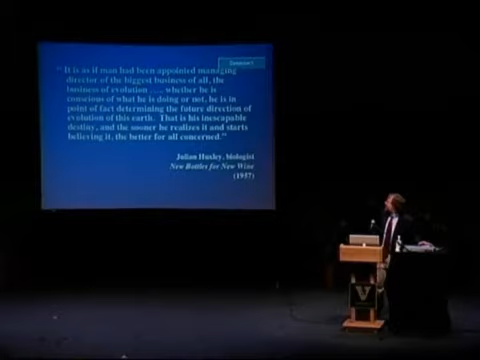 "It is as if man had been appointed managing
director of the biggest business of all, the
business of evolution .... whether he is
conscious of what he is doing or not, he is in
point of fact determining the future direction of
evolution of this earth. That is his inescapable
destiny, and the sooner he realizes it and starts
believing it, the better for all concerned."
Julian Huxley, biologist
New Bottles for New Wine
(1957)
V